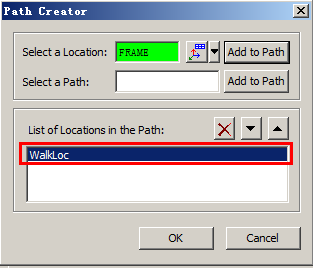 Path Creator
Select a Location: FRAME Add to Path
Select a Path: Add to Path
List of Locations in the Path:
WalkLoc
OK Cancel